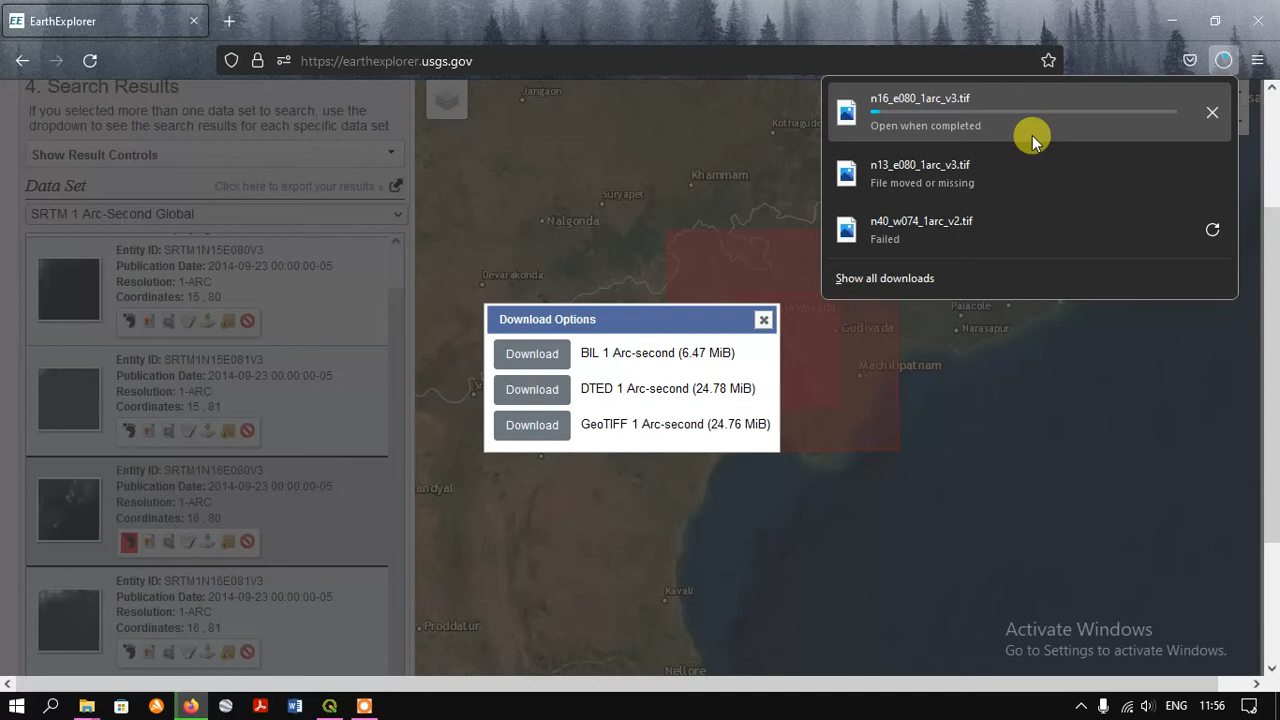 EarthExplorer
https://earthexplorer.usgs.gov
4. Search Results
If you selected more than one data set to search, use the
dropdown to see the search results for each specific data set
Show Result Controls
Data Set
Click here to export your results »
SRTM 1 Arc-Second Global
Entity ID: SRTM1N15E080V3
Publication Date: 2014-09-23 00:00:00-05
Resolution: 1-ARC
Coordinates: 15 , 80
Entity ID: SRTM1N15E081V3
Publication Date: 2014-09-23 00:00:00-05
Resolution: 1-ARC
Coordinates: 15 , 81
Entity ID: SRTM1N16E080V3
Publication Date: 2014-09-23 00:00:00-05
Resolution: 1-ARC
Coordinates: 16 , 80
Entity ID: SRTM1N16E081V3
Publication Date: 2014-09-23 00:00:00-05
Resolution: 1-ARC
Coordinates: 16 , 81
Jangaon
Kothagude
Khammam
Suryapet
Nalgonda
Devarakonda
Gudivada
Palacole
Narasapur
Machilipatnam
andyal
Kavali
Proddatur
Nellore
Download Options
Download BIL 1 Arc-second (6.47 MiB)
Download DTED 1 Arc-second (24.78 MiB)
Download GeoTIFF 1 Arc-second (24.76 MiB)
n16_e080_1arc_v3.tif
Open when completed
n13_e080_1arc_v3.tif
File moved or missing
n40_w074_1arc_v2.tif
Failed
Show all downloads
Activate Windows
Go to Settings to activate Windows.
ENG
11:56